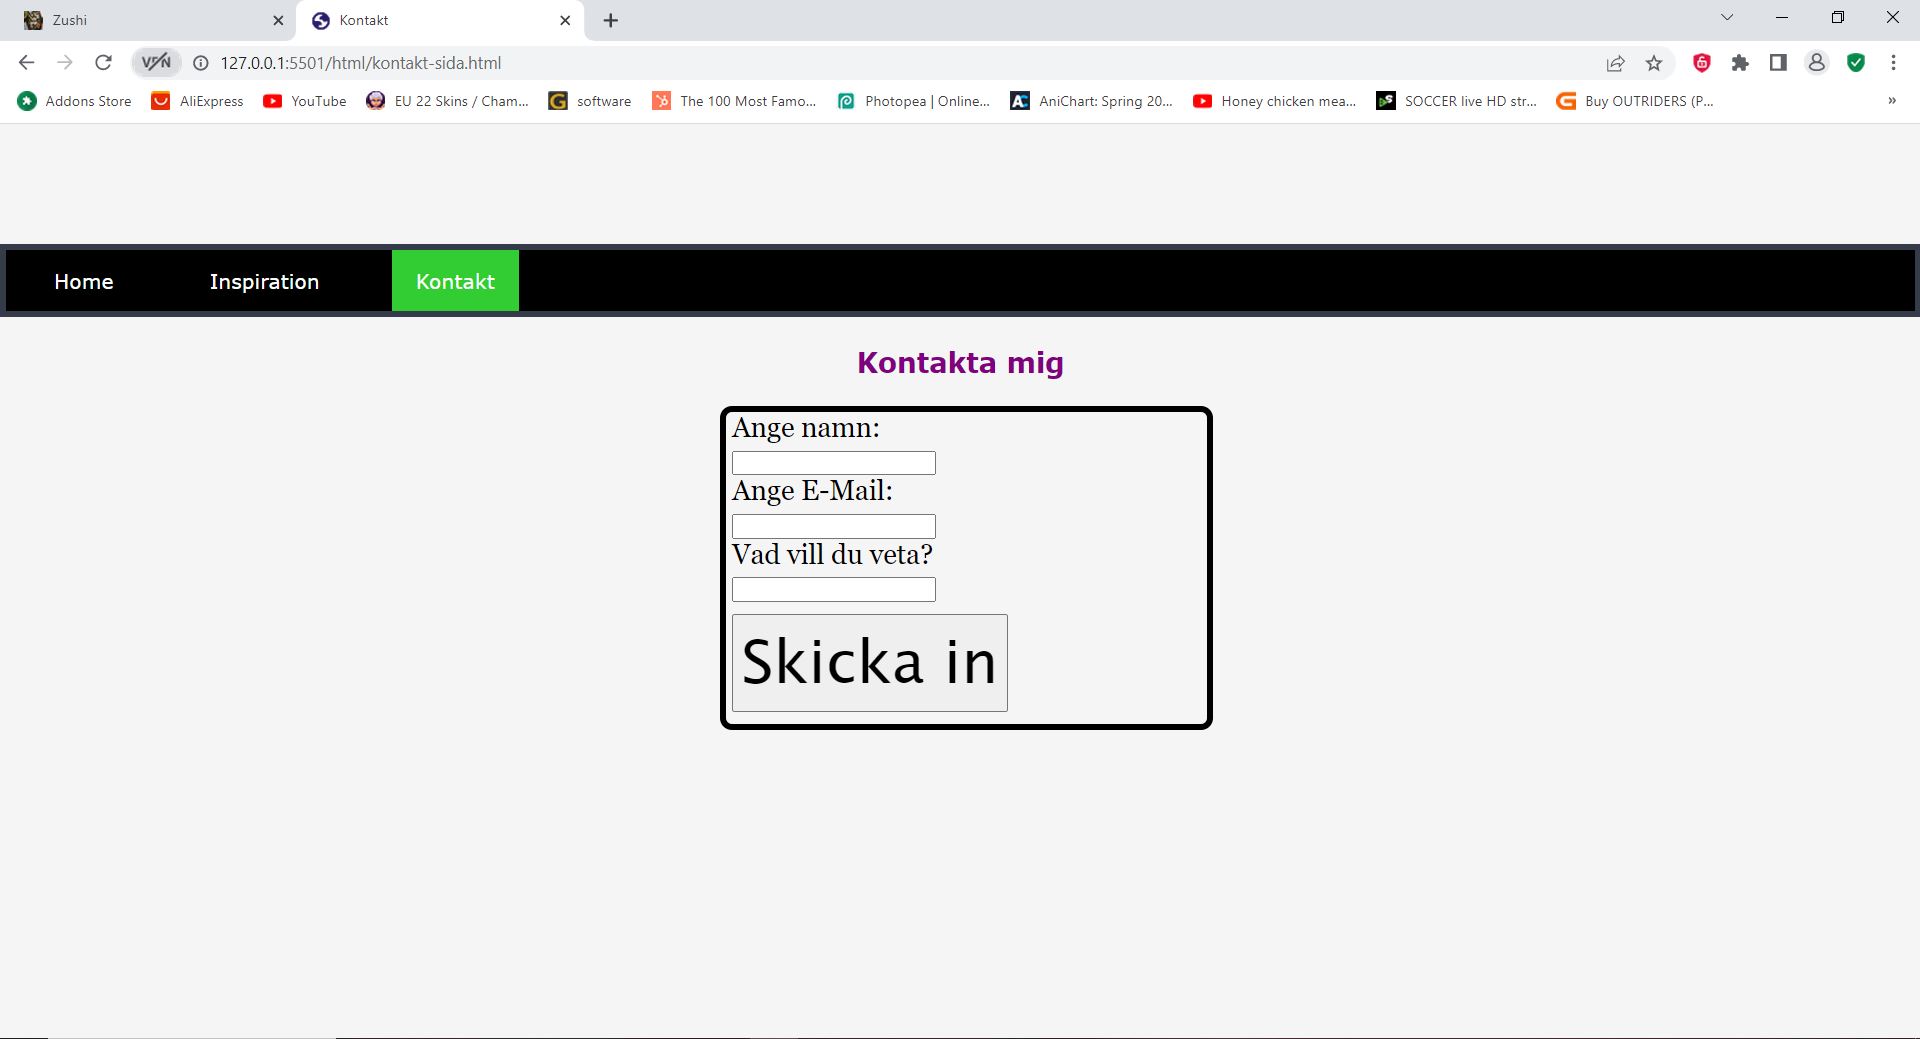 Zushi
Kontakt
VPN
127.0.0.1:5501/html/kontakt-sida.html
Addons Store
AliExpress
YouTube
EU 22 Skins / Cham...
software
The 100 Most Famo...
Photopea | Online...
AniChart: Spring 20...
Honey chicken mea...
SOCCER live HD str...
Buy OUTRIDERS (P...
»
Home
Inspiration
Kontakt
Kontakta mig
Ange namn:
Ange E-Mail:
Vad vill du veta?
Skicka in